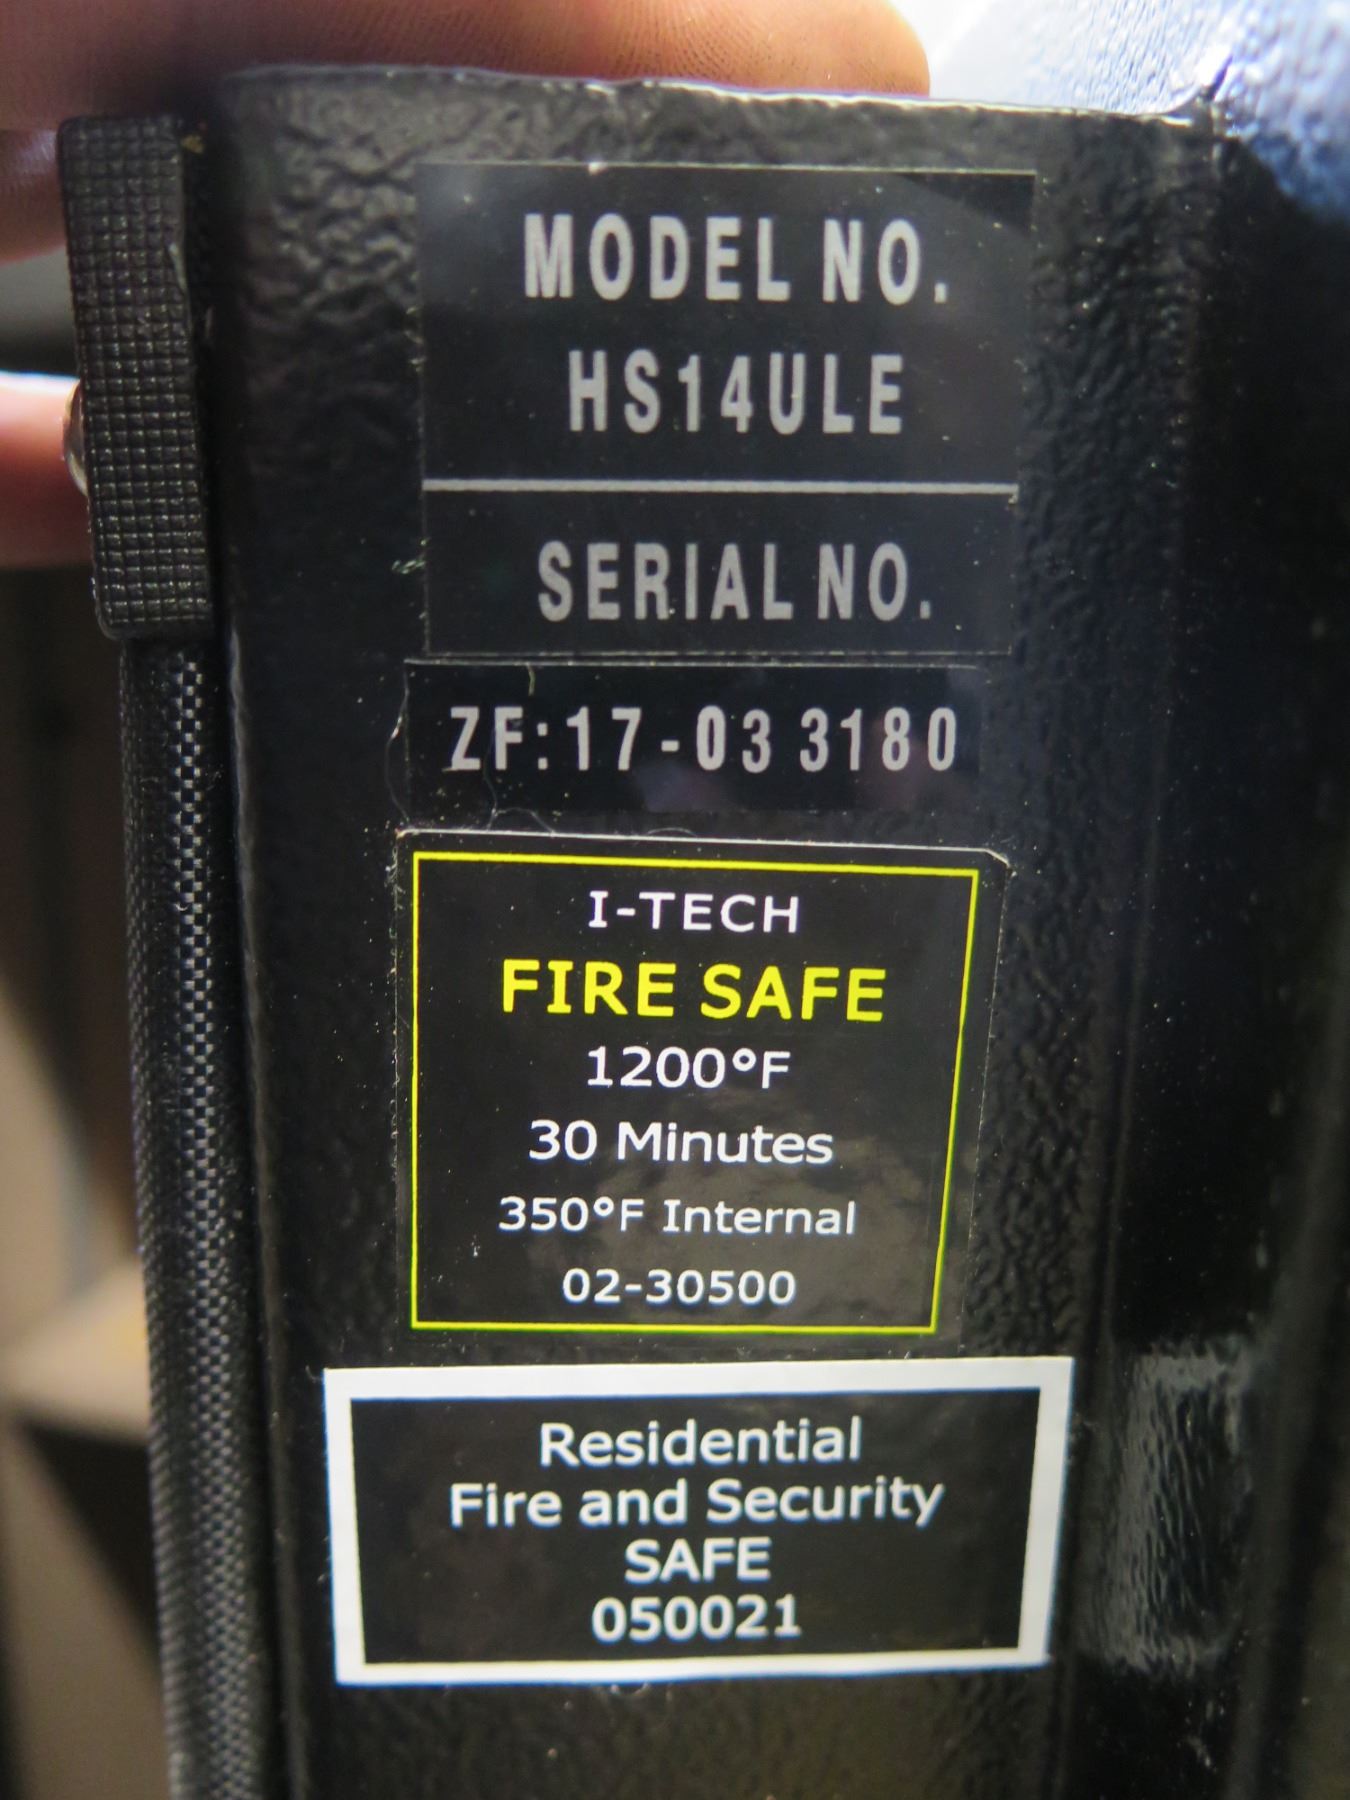 MODEL NO.
HS14ULE
SERIAL NO.
ZF:17-03 3180
I-TECH
FIRE SAFE
1200°F
30 Minutes
350°F Internal
02-30500
Residential
Fire and Security
SAFE
050021